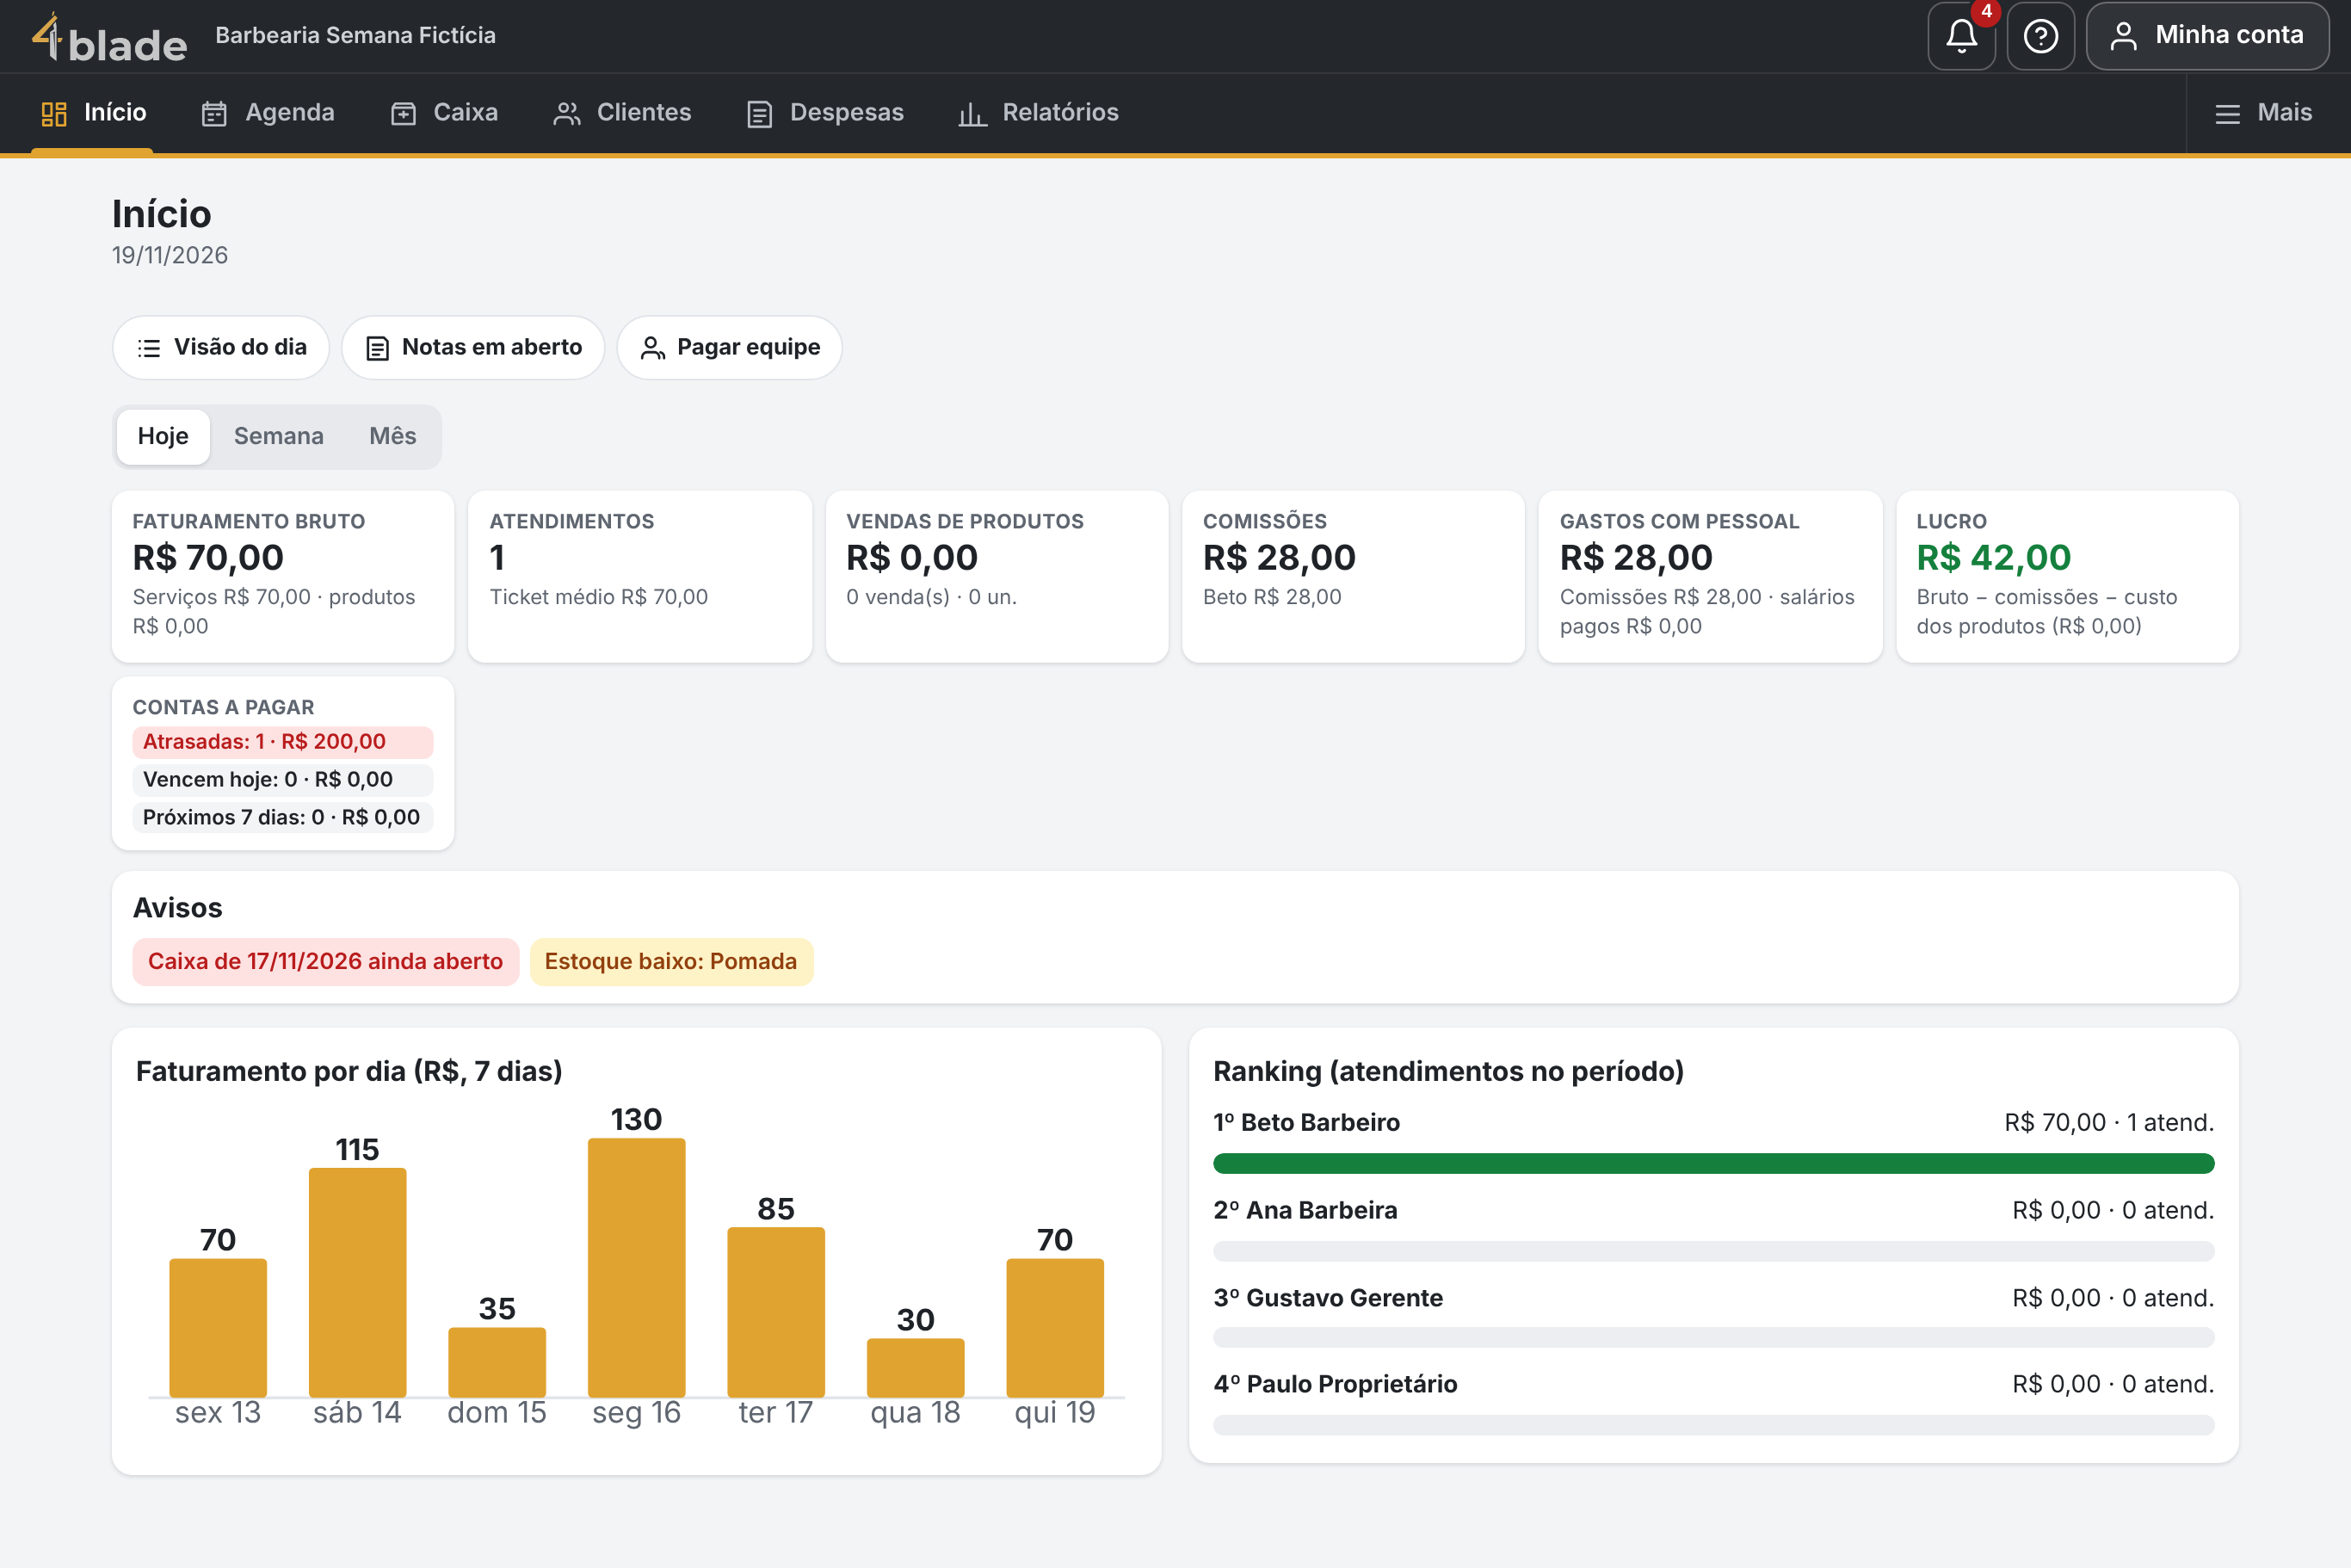 4blade
Barbearia Semana Fictícia
4
Minha conta
Início
Agenda
Caixa
Clientes
Despesas
Relatórios
Mais
Início
19/11/2026
Visão do dia
Notas em aberto
Pagar equipe
Hoje
Semana
Mês
FATURAMENTO BRUTO
R$ 70,00
Serviços R$ 70,00 · produtos
R$ 0,00
ATENDIMENTOS
1
Ticket médio R$ 70,00
VENDAS DE PRODUTOS
R$ 0,00
0 venda(s) · 0 un.
COMISSÕES
R$ 28,00
Beto R$ 28,00
GASTOS COM PESSOAL
R$ 28,00
Comissões R$ 28,00 · salários
pagos R$ 0,00
LUCRO
R$ 42,00
Bruto − comissões − custo
dos produtos (R$ 0,00)
CONTAS A PAGAR
Atrasadas: 1 · R$ 200,00
Vencem hoje: 0 · R$ 0,00
Próximos 7 dias: 0 · R$ 0,00
Avisos
Caixa de 17/11/2026 ainda aberto
Estoque baixo: Pomada
Faturamento por dia (R$, 7 dias)
70
115
35
130
85
30
70
sex 13
sáb 14
dom 15
seg 16
ter 17
qua 18
qui 19
Ranking (atendimentos no período)
1º Beto Barbeiro
R$ 70,00 · 1 atend.
2º Ana Barbeira
R$ 0,00 · 0 atend.
3º Gustavo Gerente
R$ 0,00 · 0 atend.
4º Paulo Proprietário
R$ 0,00 · 0 atend.